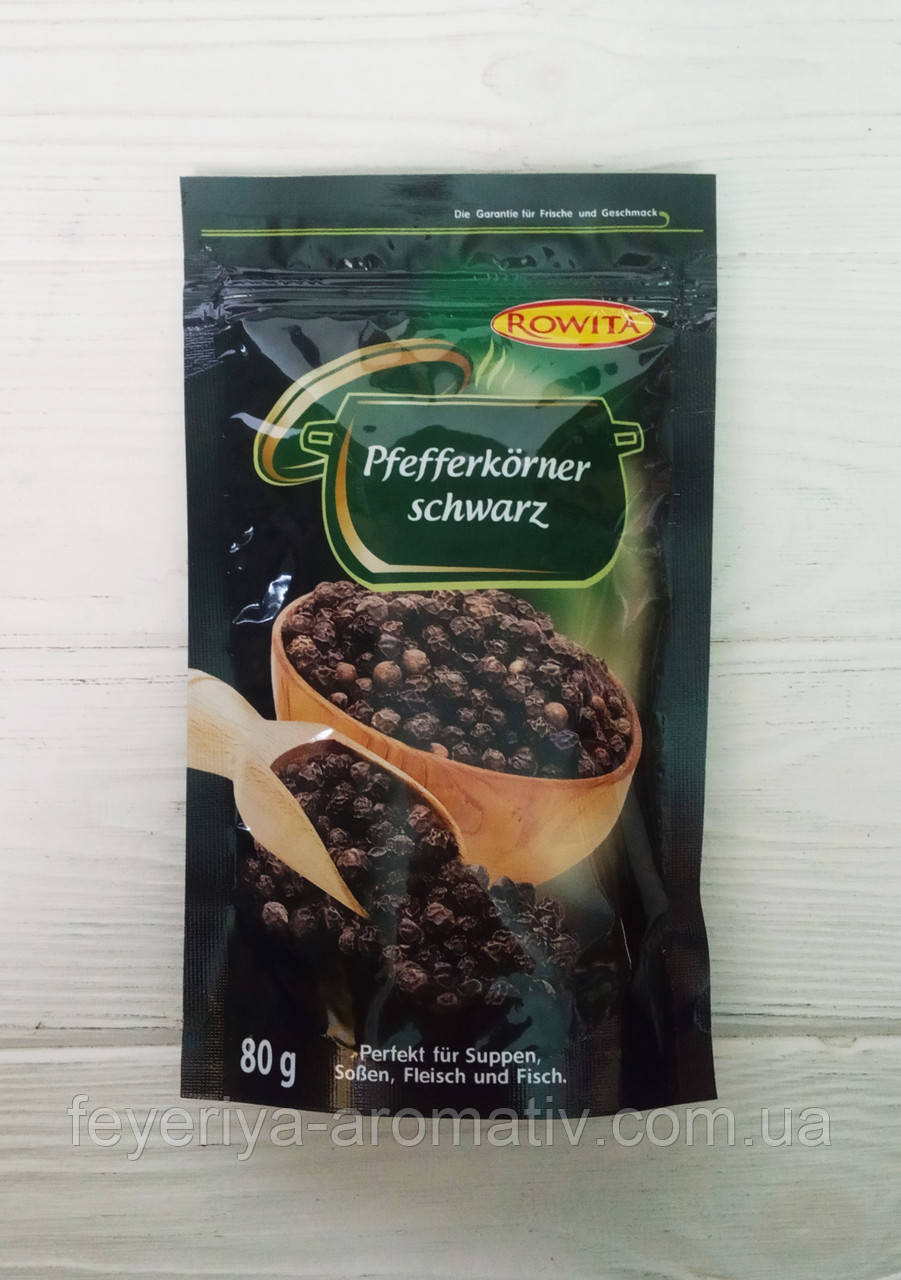 Die Garantie für Frische und Geschmack
ROWITA
Pfefferkörner
schwarz
80 g
Perfekt für Suppen,
Soßen, Fleisch und Fisch.
feyeriya-aromativ.com.ua